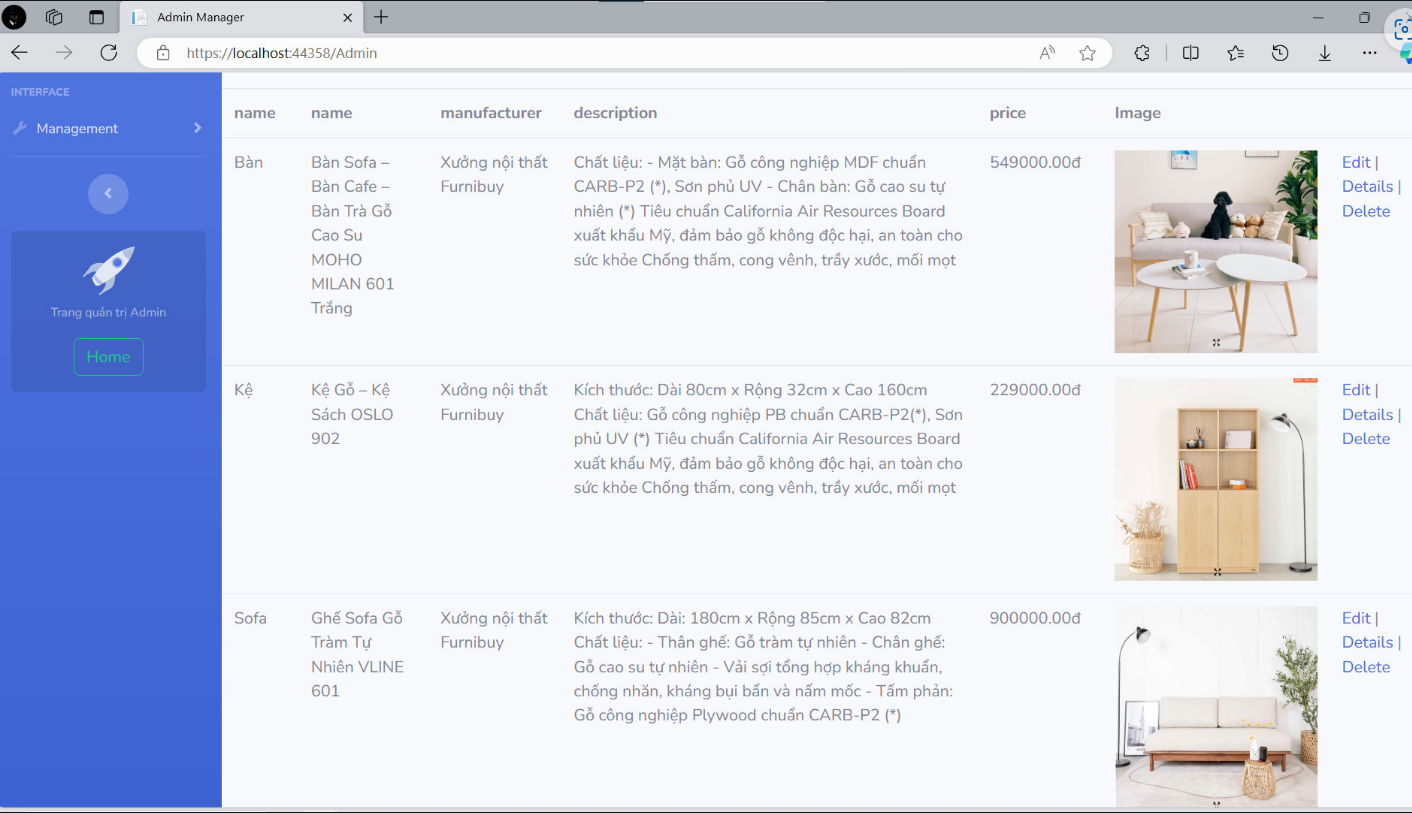 Admin Manager
https://localhost:44358/Admin
INTERFACE
Management
Trang quản trị Admin
Home
name name manufacturer description price Image
Bàn
Bàn Sofa –
Bàn Cafe –
Bàn Trà Gỗ
Cao Su
MOHO
MILAN 601
Trắng
Xưởng nội thất
Furnibuy
Chất liệu: - Mặt bàn: Gỗ công nghiệp MDF chuẩn
CARB-P2 (*), Sơn phủ UV - Chân bàn: Gỗ cao su tự
nhiên (*) Tiêu chuẩn California Air Resources Board
xuất khẩu Mỹ, đảm bảo gỗ không độc hại, an toàn cho
sức khỏe Chống thấm, cong vênh, trầy xước, mối mọt
549000.00đ
Edit |
Details |
Delete
Kệ
Kệ Gỗ – Kệ
Sách OSLO
902
Xưởng nội thất
Furnibuy
Kích thước: Dài 80cm x Rộng 32cm x Cao 160cm
Chất liệu: Gỗ công nghiệp PB chuẩn CARB-P2(*), Sơn
phủ UV (*) Tiêu chuẩn California Air Resources Board
xuất khẩu Mỹ, đảm bảo gỗ không độc hại, an toàn cho
sức khỏe Chống thấm, cong vênh, trầy xước, mối mọt
229000.00đ
Edit |
Details |
Delete
Sofa
Ghế Sofa Gỗ
Tràm Tự
Nhiên VLINE
601
Xưởng nội thất
Furnibuy
Kích thước: Dài: 180cm x Rộng 85cm x Cao 82cm
Chất liệu: - Thân ghế: Gỗ tràm tự nhiên - Chân ghế:
Gỗ cao su tự nhiên - Vải sợi tổng hợp kháng khuẩn,
chống nhăn, kháng bụi bẩn và nấm mốc - Tấm phản:
Gỗ công nghiệp Plywood chuẩn CARB-P2 (*)
900000.00đ
Edit |
Details |
Delete